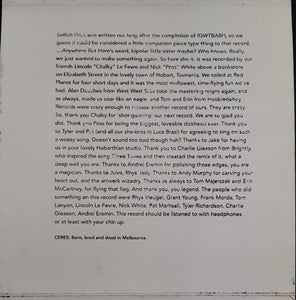 Selfish Prick was written not long after the completion of IDWTBABH, so we
guess it could be considered a little companion piece type thing to that record.
...Anywhere But Here's weird, bipolar little sister maybe? Who knows. Really,
we just wanted to make something again. So here she is. It was recorded by our
friends Lincoln "Chalky" Le Fevre and Nick "Poss" White above a bookstore
on Elizabeth Street in the lovely town of Hobart, Tasmania. We soiled at Red
Planet for four short days and it was the most mellowest, time-flying fun we've
had. Alan Douches from West West Side took the mastering reigns again, and
as always, made us soar like an eagle - and Tom and Erin from Hobbledehoy
Records were crazy enough to release another record of ours. They are crazy.
So, thank you Chalky for 'shot-gunning' our next record. We are so glad you
did. Thank you Poss for being the biggest, loveable dickhead ever. Thank you
to Tyler and Pat (and all our she-bros in Luca Brasi) for agreeing to sing on such
a woosy song. Doesn't sound too bad though huh? Thanks to Jake for having
us in your lovely Hobarthian studio. Thank you to Charlie Gleeson from Brightly,
who inspired the song Three Times and then created the remix of it, what a
deep well you are. Thanks to Andrei Eremin for polishing those edges, you are
a magician. Thanks to Jules, Rhys' lady. Thanks to Andy Murphy for carving your
heart out, and the artwork wizadry. Thanks as always to Tom Majerczak and Erin
McCartney, for flying that flag. And thank you, you legend. The people who did
something on this record were Rhys Vleugel, Grant Young, Frank Morda, Tom
Lanyon, Lincoln Le Fevre, Nick White, Pat Marhsall, Tyler Richardson, Charlie
Gleeson, Andrei Eremin. This record should be listened to with headphones,
or at least with your chin up.
CERES: Born, bred and dead in Melbourne.